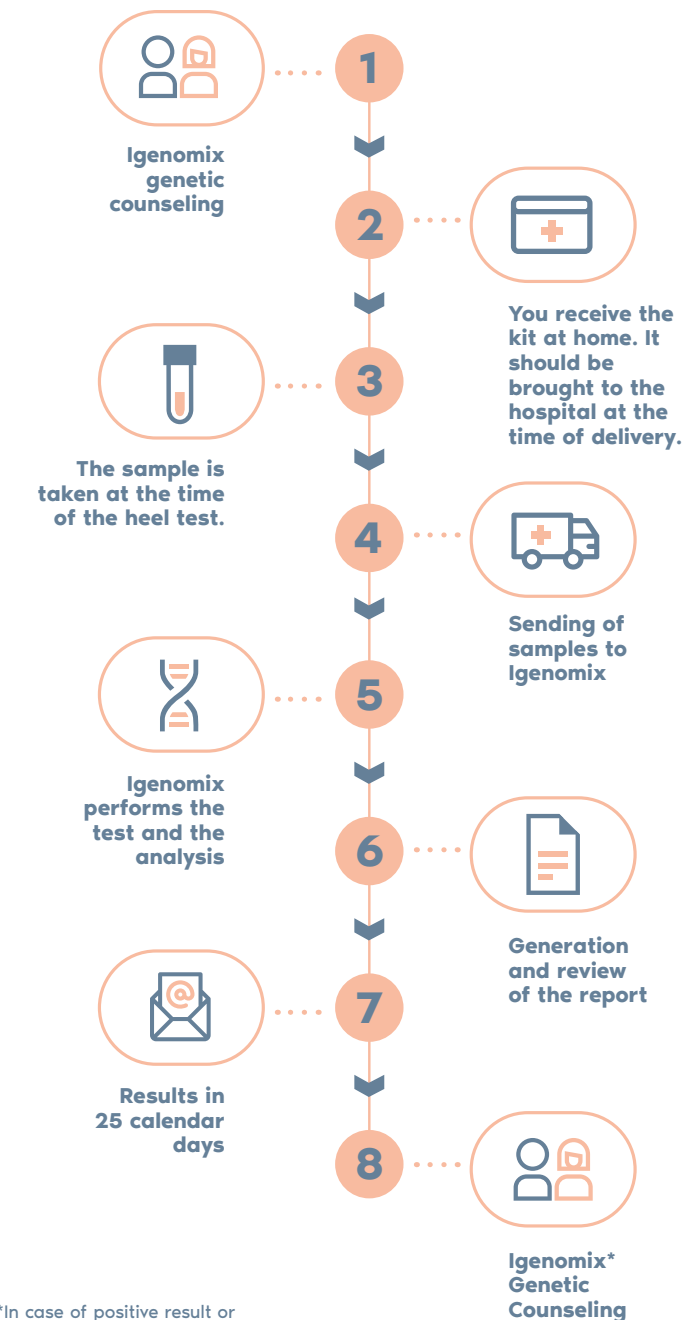 1
Igenomix
genetic
counseling
2
You receive the
kit at home. It
should be
brought to the
hospital at the
time of delivery.
3
The sample is
taken at the time
of the heel test.
4
Sending of
samples to
Igenomix
5
Igenomix
performs the
test and the
analysis
6
Generation
and review
of the report
7
@
Results in
25 calendar
days
8
Igenomix*
Genetic
Counseling
*In case of positive result or